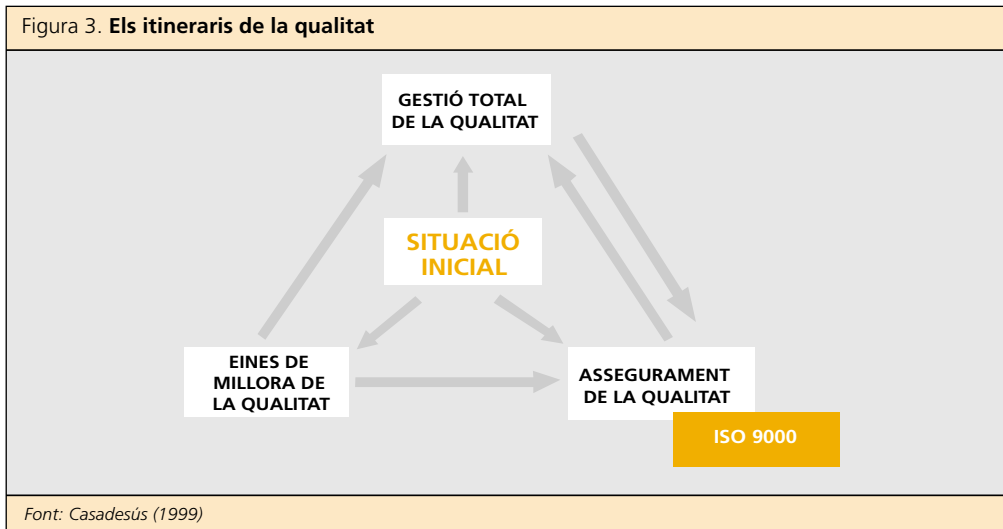 Figura 3. Els itineraris de la qualitat
GESTIÓ TOTAL
DE LA QUALITAT
SITUACIÓ
INICIAL
EINES DE
MILLORA DE
LA QUALITAT
ASSEGURAMENT
DE LA QUALITAT
ISO 9000
Font: Casadesús (1999)